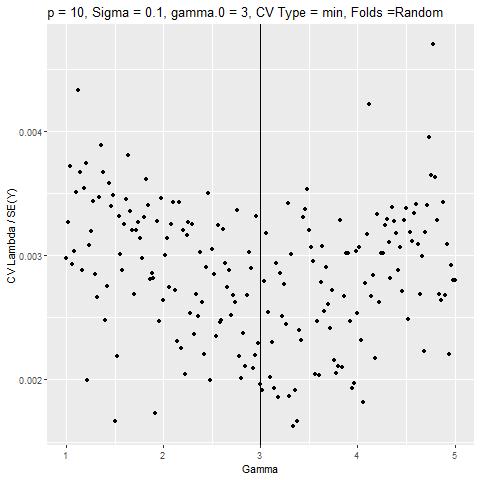 p = 10, Sigma = 0.1, gamma.0 = 3, CV Type = min, Folds =Random
CV Lambda / SE(Y)
0.004
0.003
0.002
1 2 3 4 5
Gamma